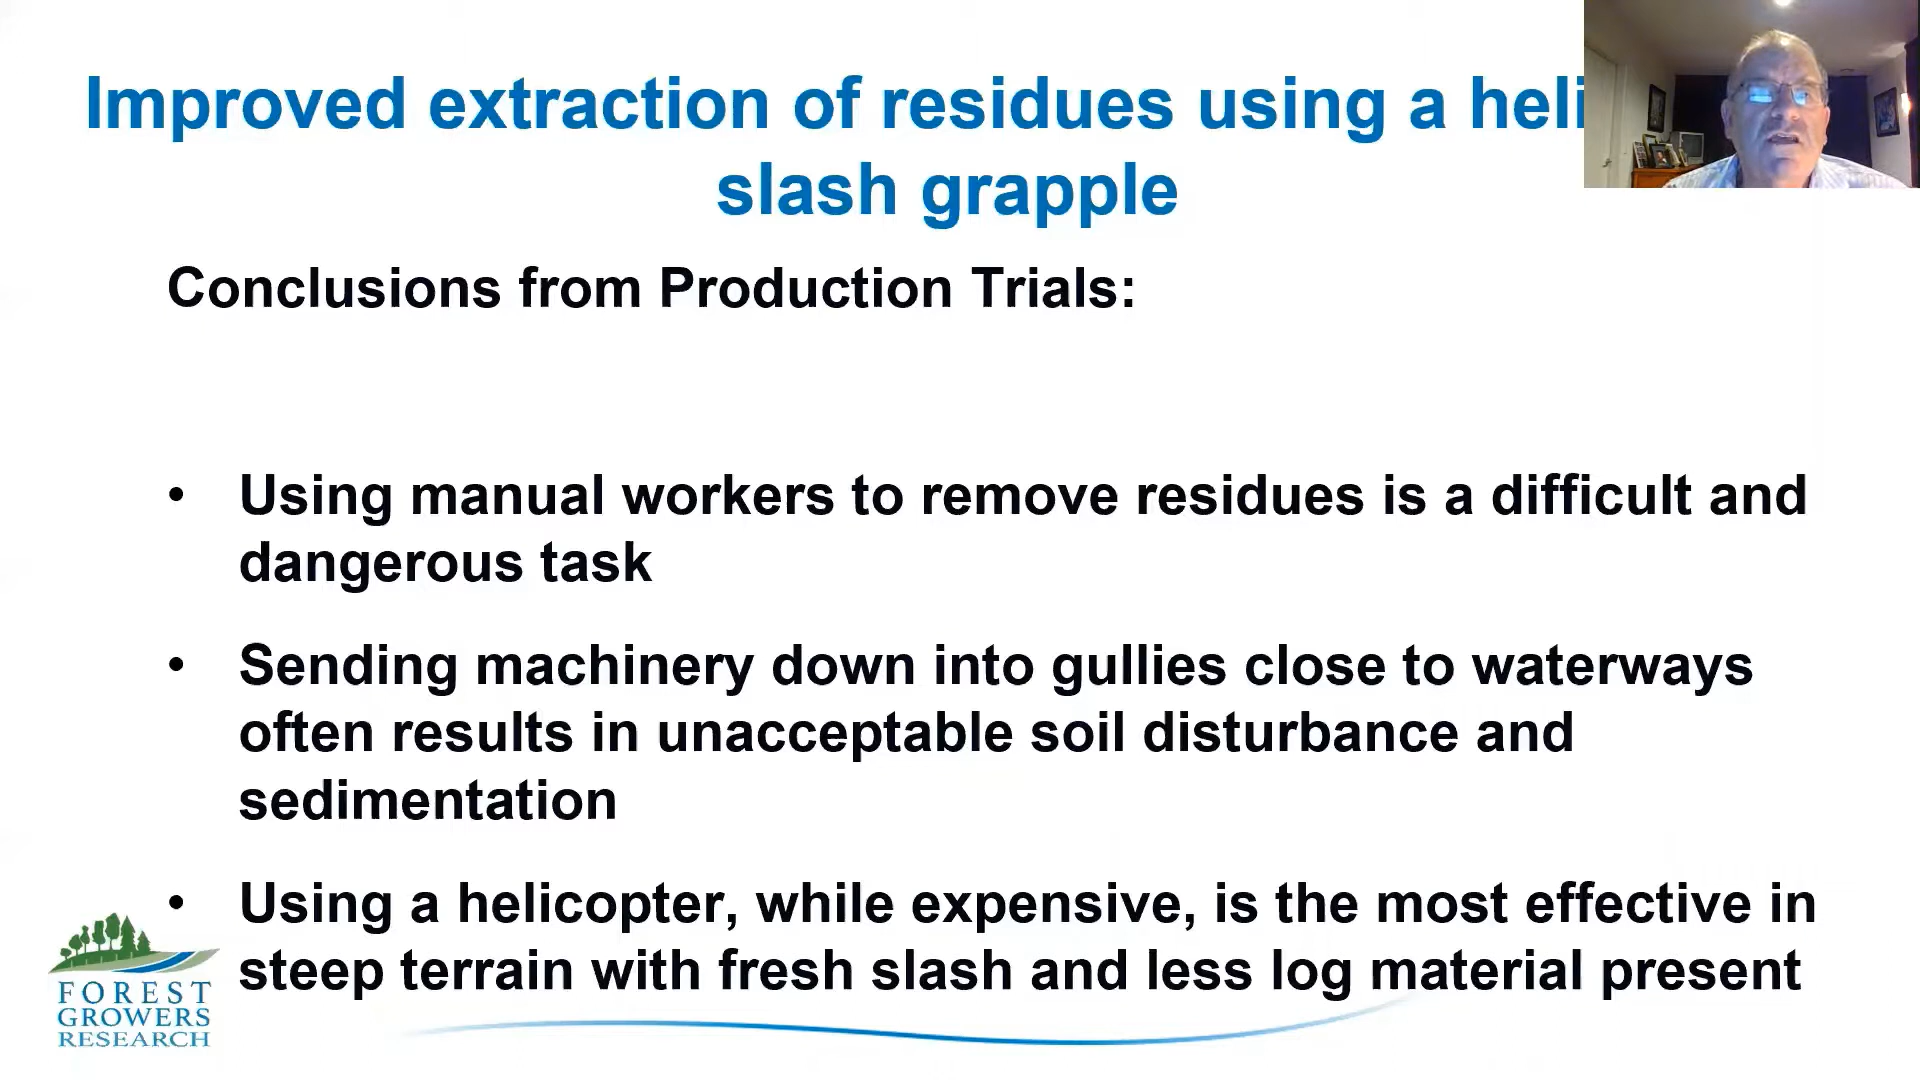 Improved extraction of residues using a heli
slash grapple
Conclusions from Production Trials:
• Using manual workers to remove residues is a difficult and
dangerous task
• Sending machinery down into gullies close to waterways
often results in unacceptable soil disturbance and
sedimentation
• Using a helicopter, while expensive, is the most effective in
steep terrain with fresh slash and less log material present
FOREST
GROWERS
RESEARCH